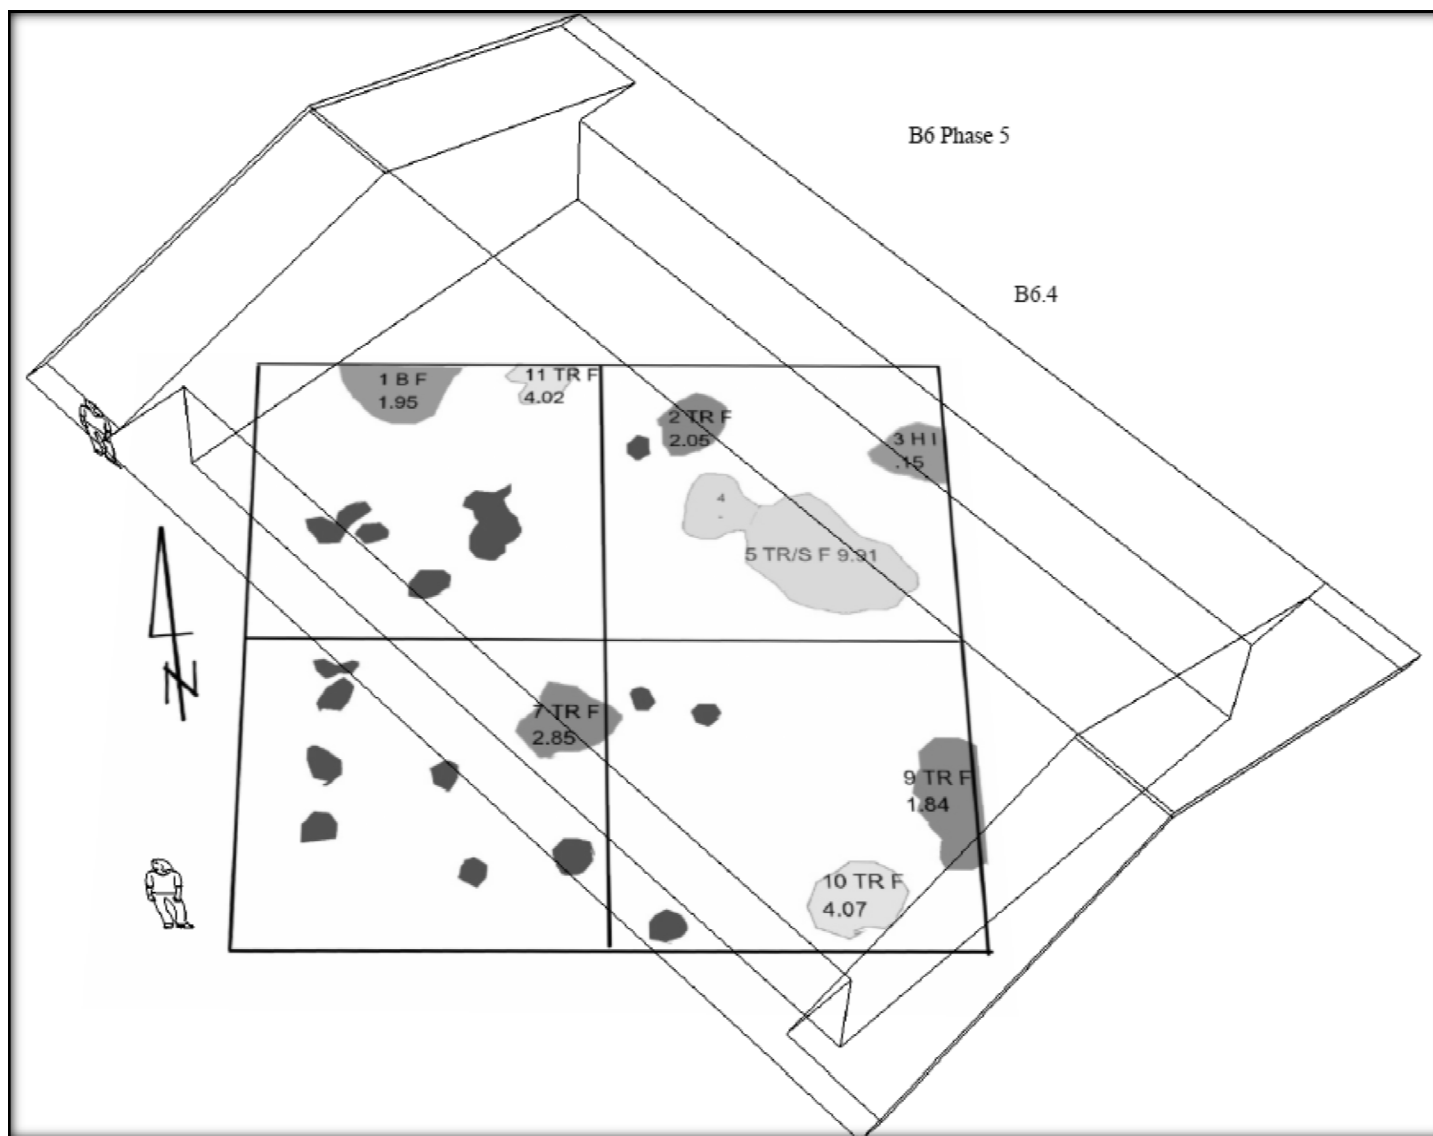 B6 Phase 5
B6.4
1 B F
1.95
11 TR F
4.02
2 TR F
2.05
3 H I
.15
4
-
5 TR/S F 9.91
7 TR F
2.85
9 TR F
1.84
10 TR F
4.07
N